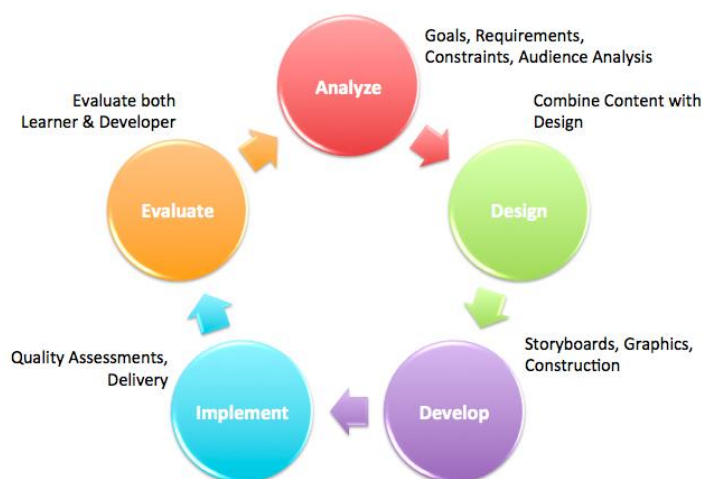 Analyze
Goals, Requirements,
Constraints, Audience Analysis
Design
Combine Content with
Design
Develop
Storyboards, Graphics,
Construction
Implement
Quality Assessments,
Delivery
Evaluate
Evaluate both
Learner & Developer